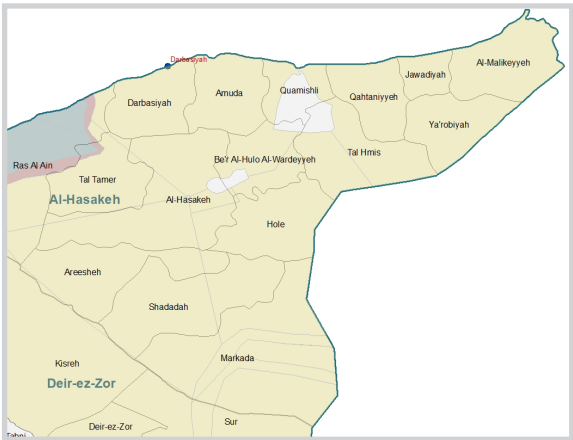 Al-Malikeyyeh
Darbasiyah
Jawadiyah
Amuda
Quamishli
Qahtaniyyeh
Darbasiyah
Ya'robiyah
Tal Hmis
Be'r Al-Hulo Al-Wardeyyeh
Ras Al Ain
Tal Tamer
Al-Hasakeh
Al-Hasakeh
Hole
Areesheh
Shadadah
Markada
Kisreh
Deir-ez-Zor
Sur
Deir-ez-Zor